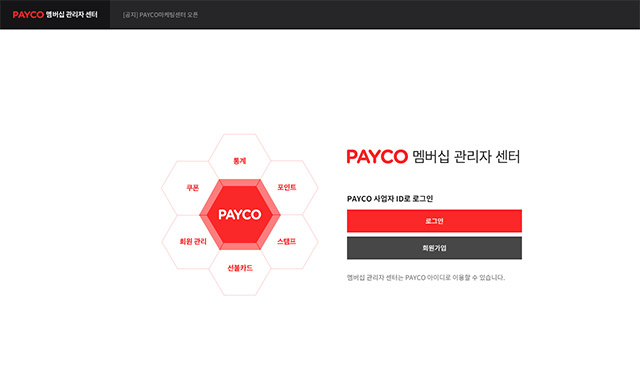 PAYCO 멤버십 관리자 센터
[공지] PAYCO마케팅센터 오픈
통계
쿠폰
포인트
PAYCO
회원 관리
스탬프
선불카드
PAYCO 멤버십 관리자 센터
PAYCO 사업자 ID로 로그인
로그인
회원가입
멤버십 관리자 센터는 PAYCO 아이디로 이용할 수 있습니다.